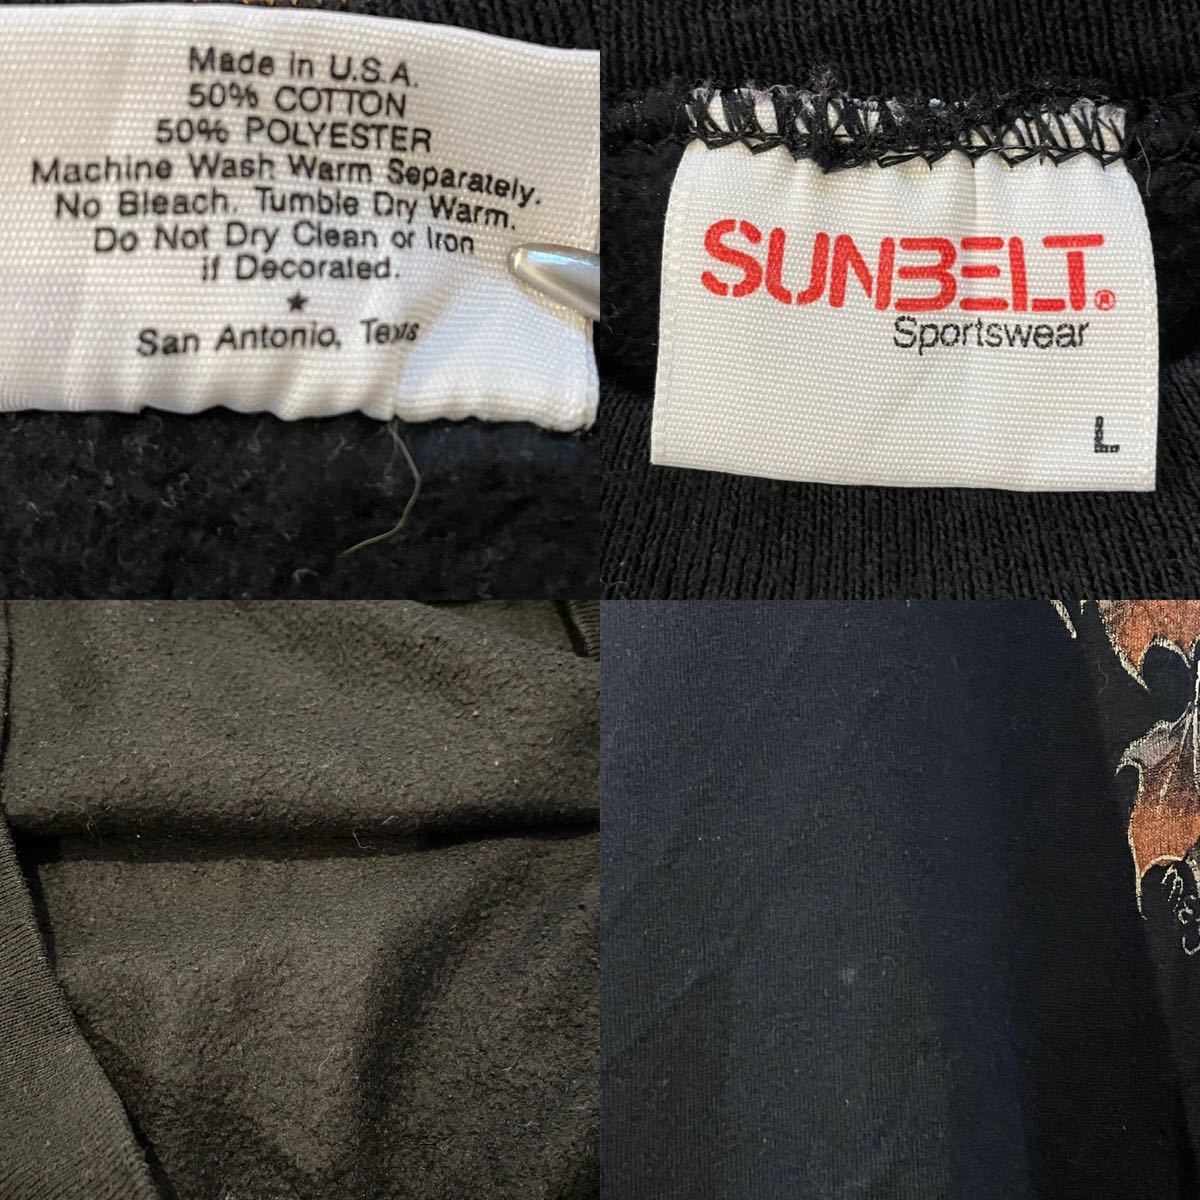 Made in U.S.A.
50% COTTON
50% POLYESTER
Machine Wash Warm Separately.
No Bleach. Tumble Dry Warm.
Do Not Dry Clean or Iron
if Decorated.
★
San Antonio, Texas
SUNBELT®
Sportswear
L